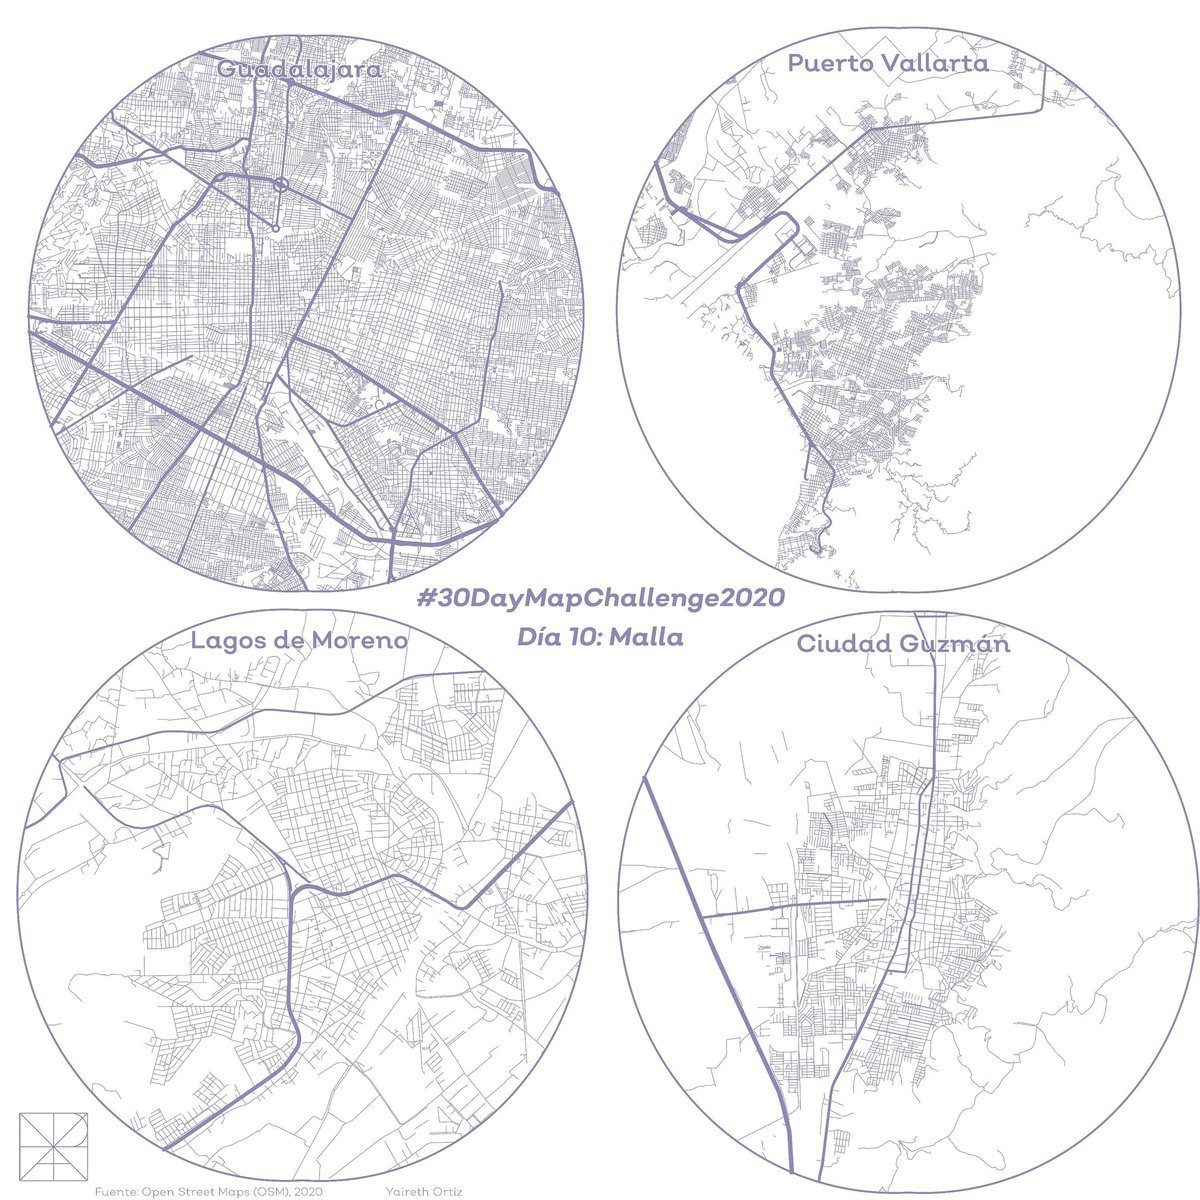 Guadalajara
Puerto Vallarta
#30DayMapChallenge2020
Día 10: Malla
Lagos de Moreno
Ciudad Guzmán
Fuente: Open Street Maps (OSM), 2020
Yaireth Ortíz